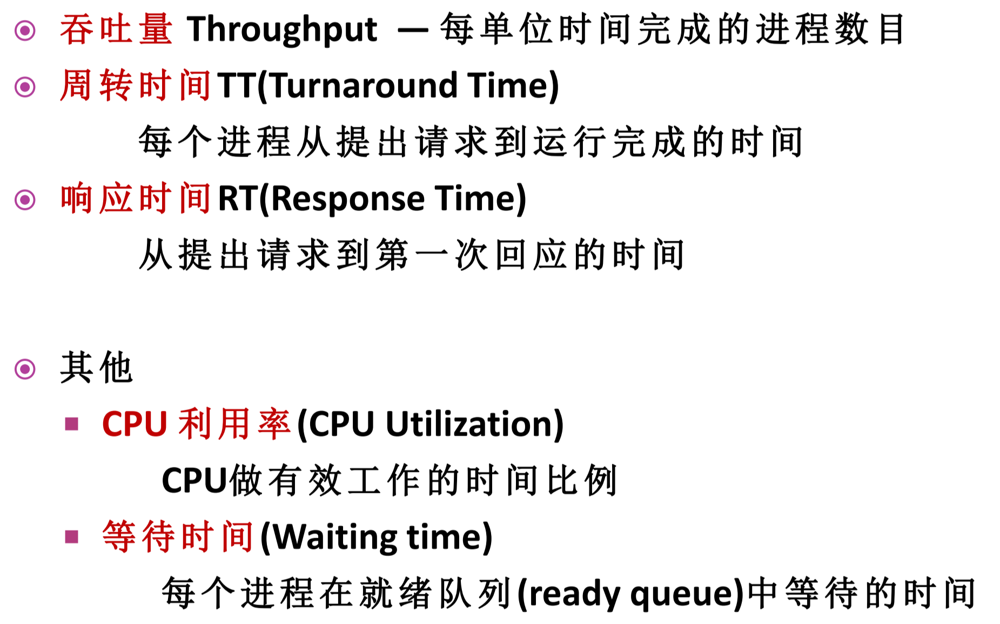 吞吐量 Throughput — 每单位时间完成的进程数目
周转时间TT(Turnaround Time)
每个进程从提出请求到运行完成的时间
响应时间RT(Response Time)
从提出请求到第一次回应的时间
其他
CPU 利用率(CPU Utilization)
CPU做有效工作的时间比例
等待时间(Waiting time)
每个进程在就绪队列(ready queue)中等待的时间